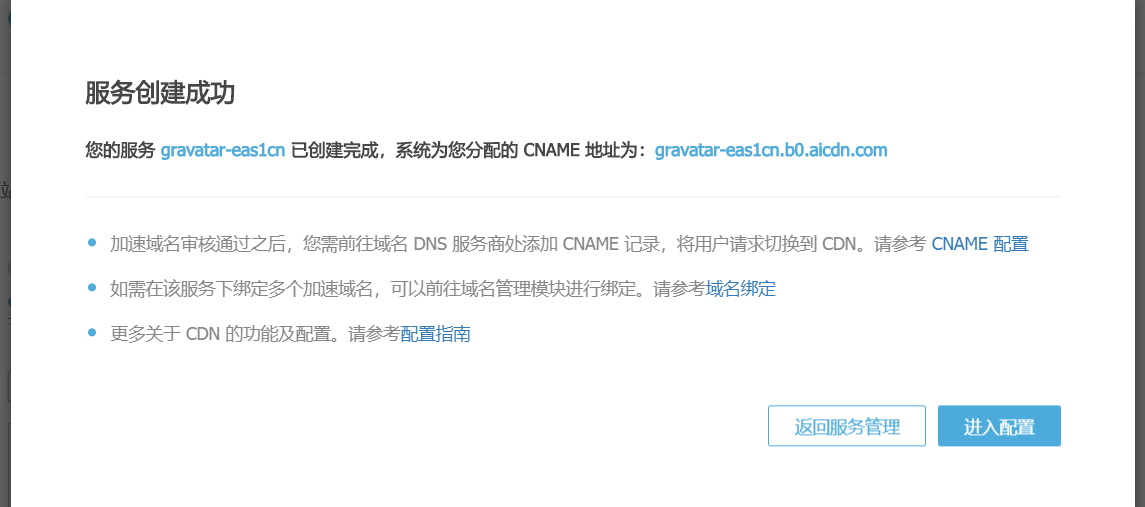 服务创建成功
您的服务 gravatar-eas1cn 已创建完成，系统为您分配的 CNAME 地址为：gravatar-eas1cn.b0.aicdn.com
加速域名审核通过之后，您需前往域名 DNS 服务商处添加 CNAME 记录，将用户请求切换到 CDN。请参考 CNAME 配置
如需在该服务下绑定多个加速域名，可以前往域名管理模块进行绑定。请参考域名绑定
更多关于 CDN 的功能及配置。请参考配置指南
返回服务管理
进入配置